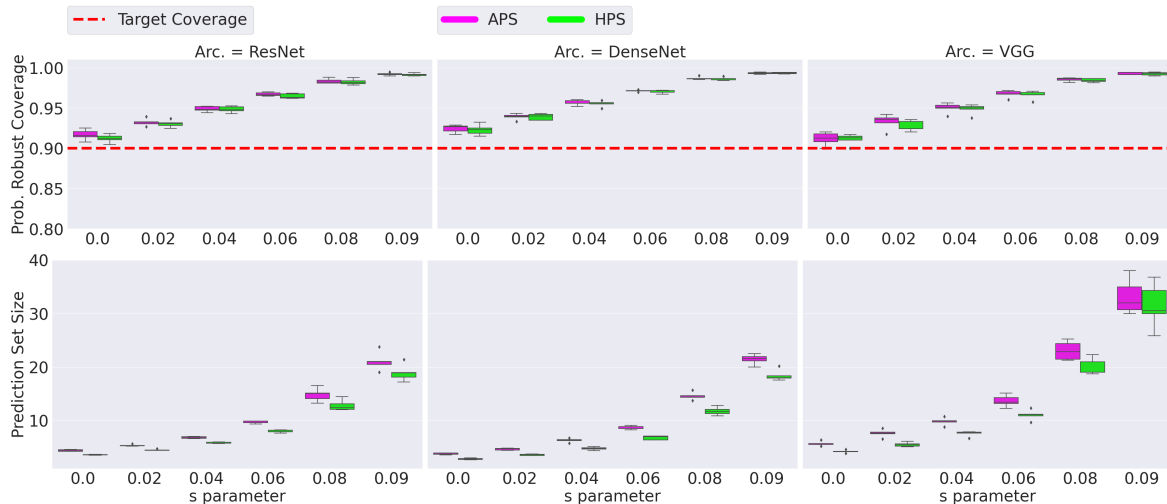 Target Coverage
APS HPS
Arc. = ResNet Arc. = DenseNet Arc. = VGG
Prob. Robust Coverage
1.00
0.95
0.90
0.85
0.80
0.0 0.02 0.04 0.06 0.08 0.09 0.0 0.02 0.04 0.06 0.08 0.09 0.0 0.02 0.04 0.06 0.08 0.09
Prediction Set Size
40
30
20
10
0.0 0.02 0.04 0.06 0.08 0.09 0.0 0.02 0.04 0.06 0.08 0.09 0.0 0.02 0.04 0.06 0.08 0.09
s parameter s parameter s parameter